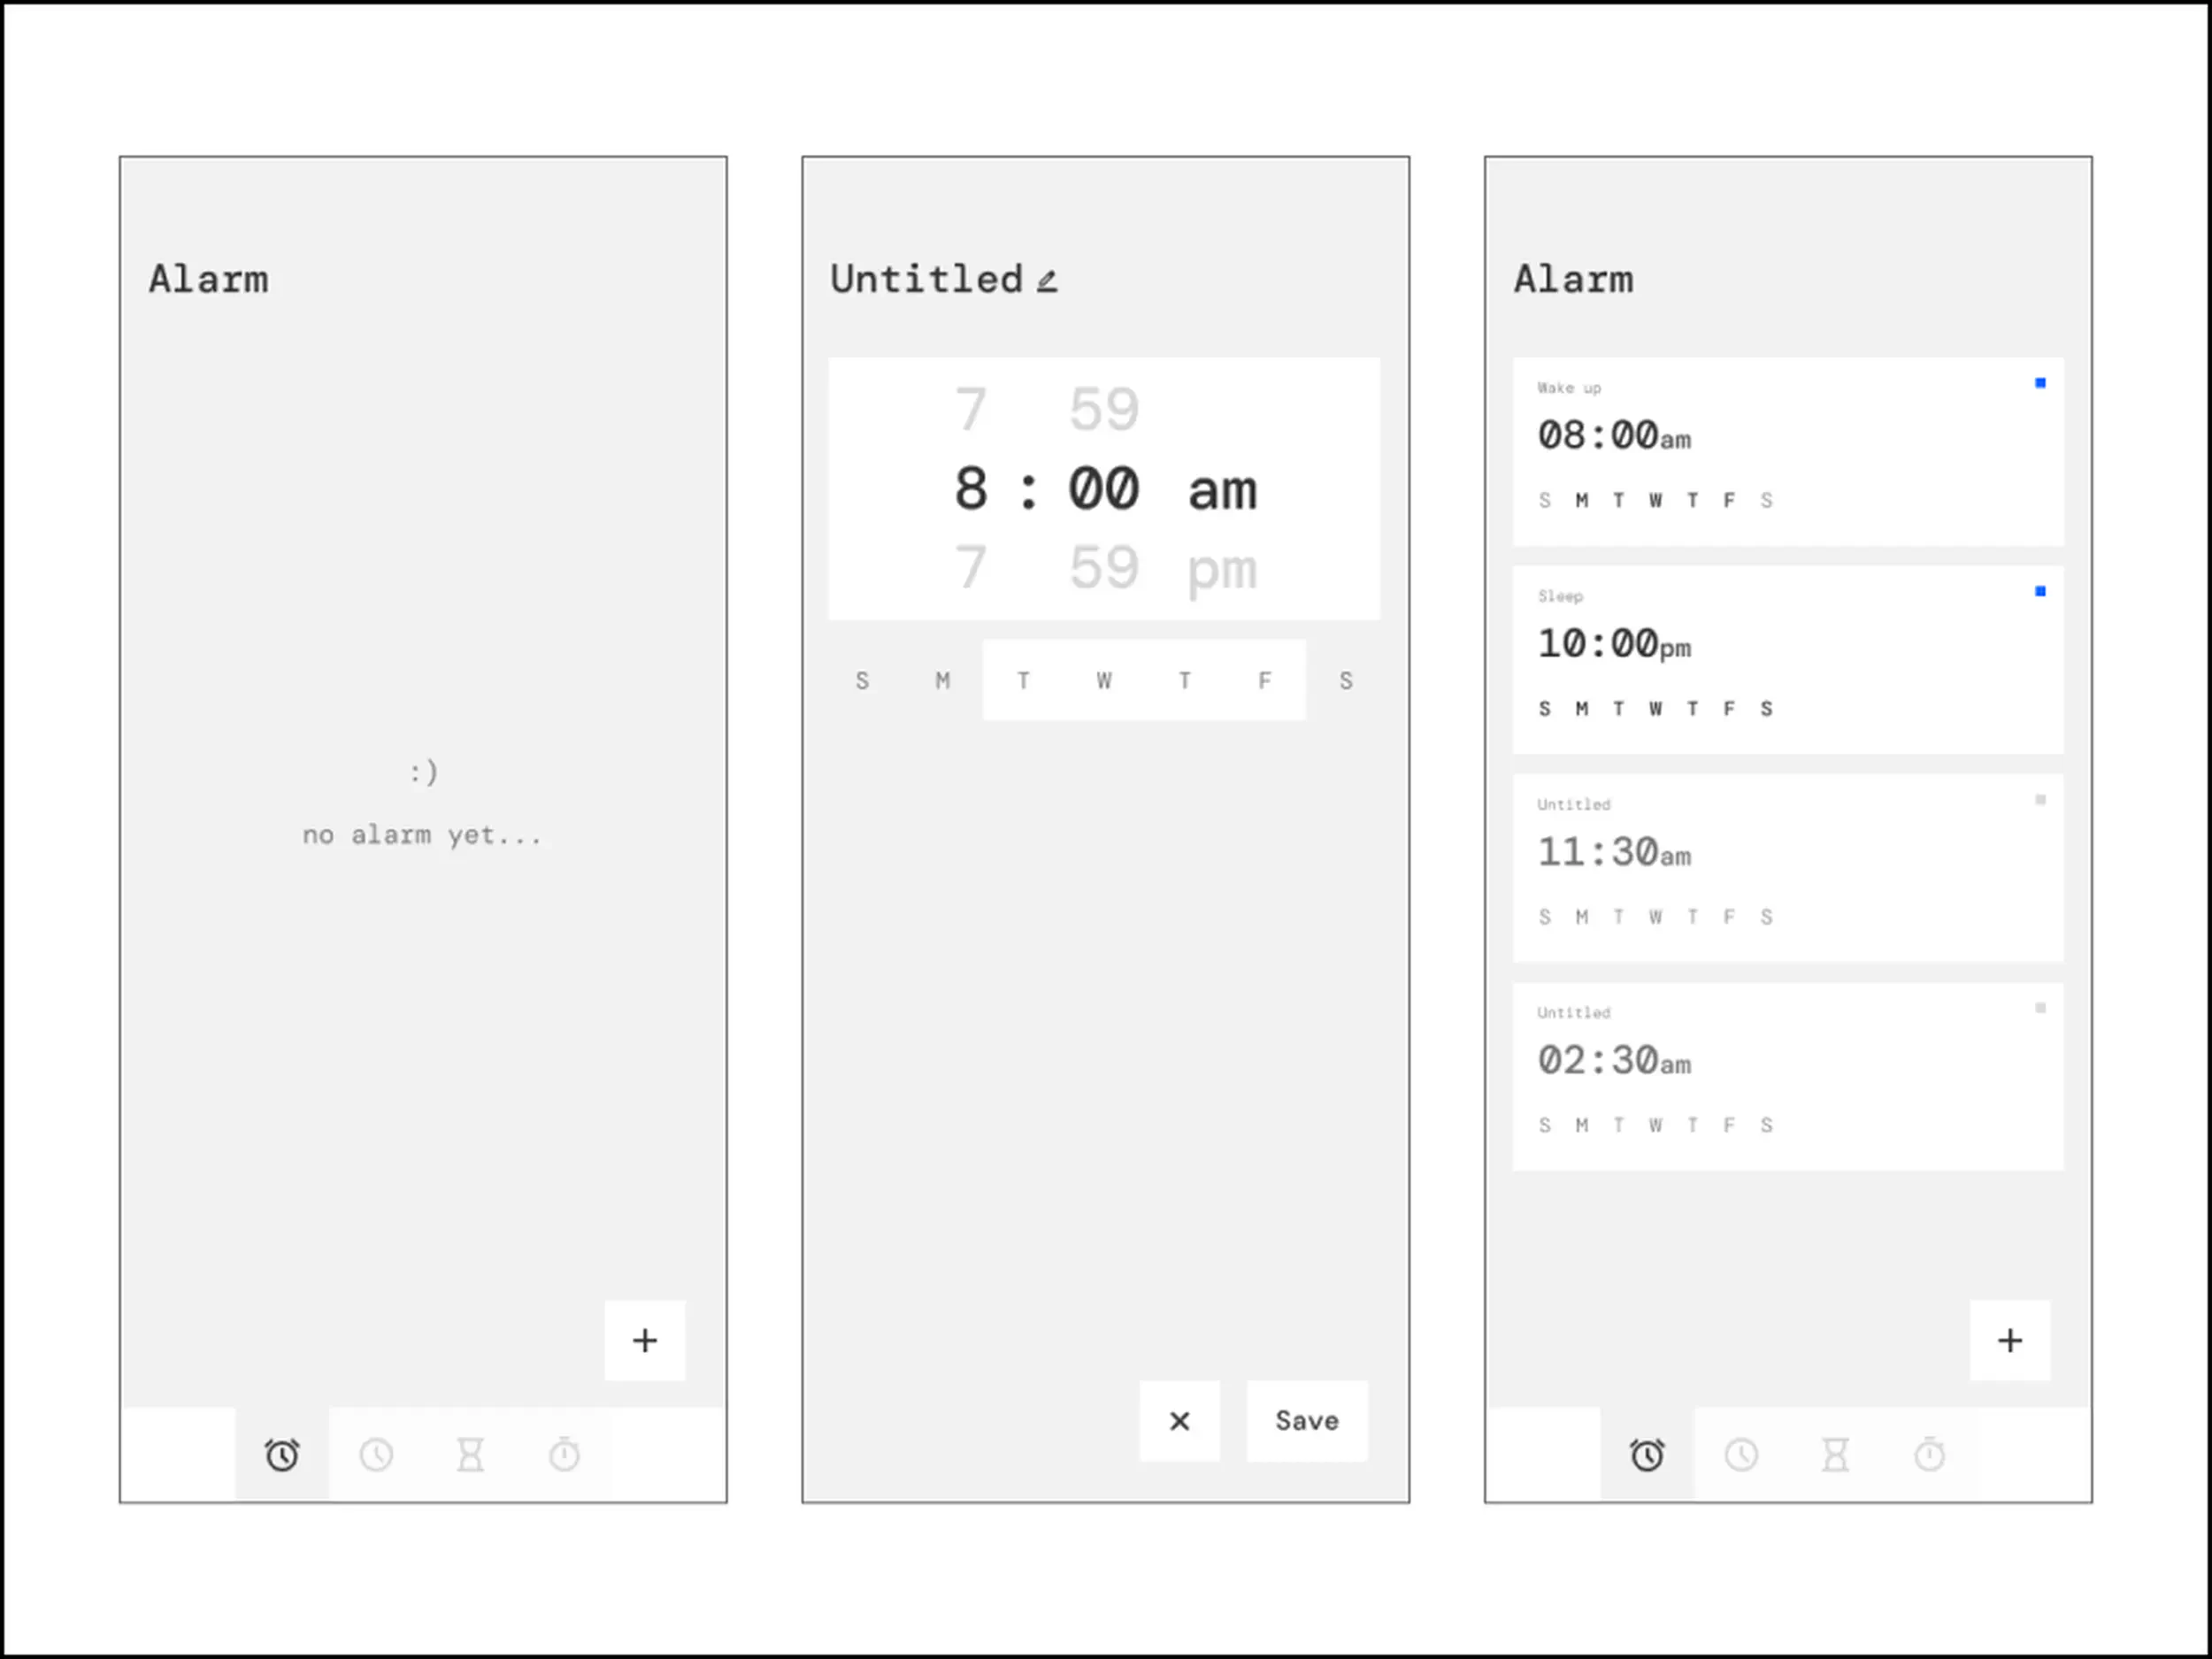 Alarm
:)
no alarm yet...
+
Untitled
7 59
8 : 00 am
7 59 pm
S M T W T F S
× Save
Alarm
Wake up
08:00am
S M T W T F S
Sleep
10:00pm
S M T W T F S
Untitled
11:30am
S M T W T F S
Untitled
02:30am
S M T W T F S
+